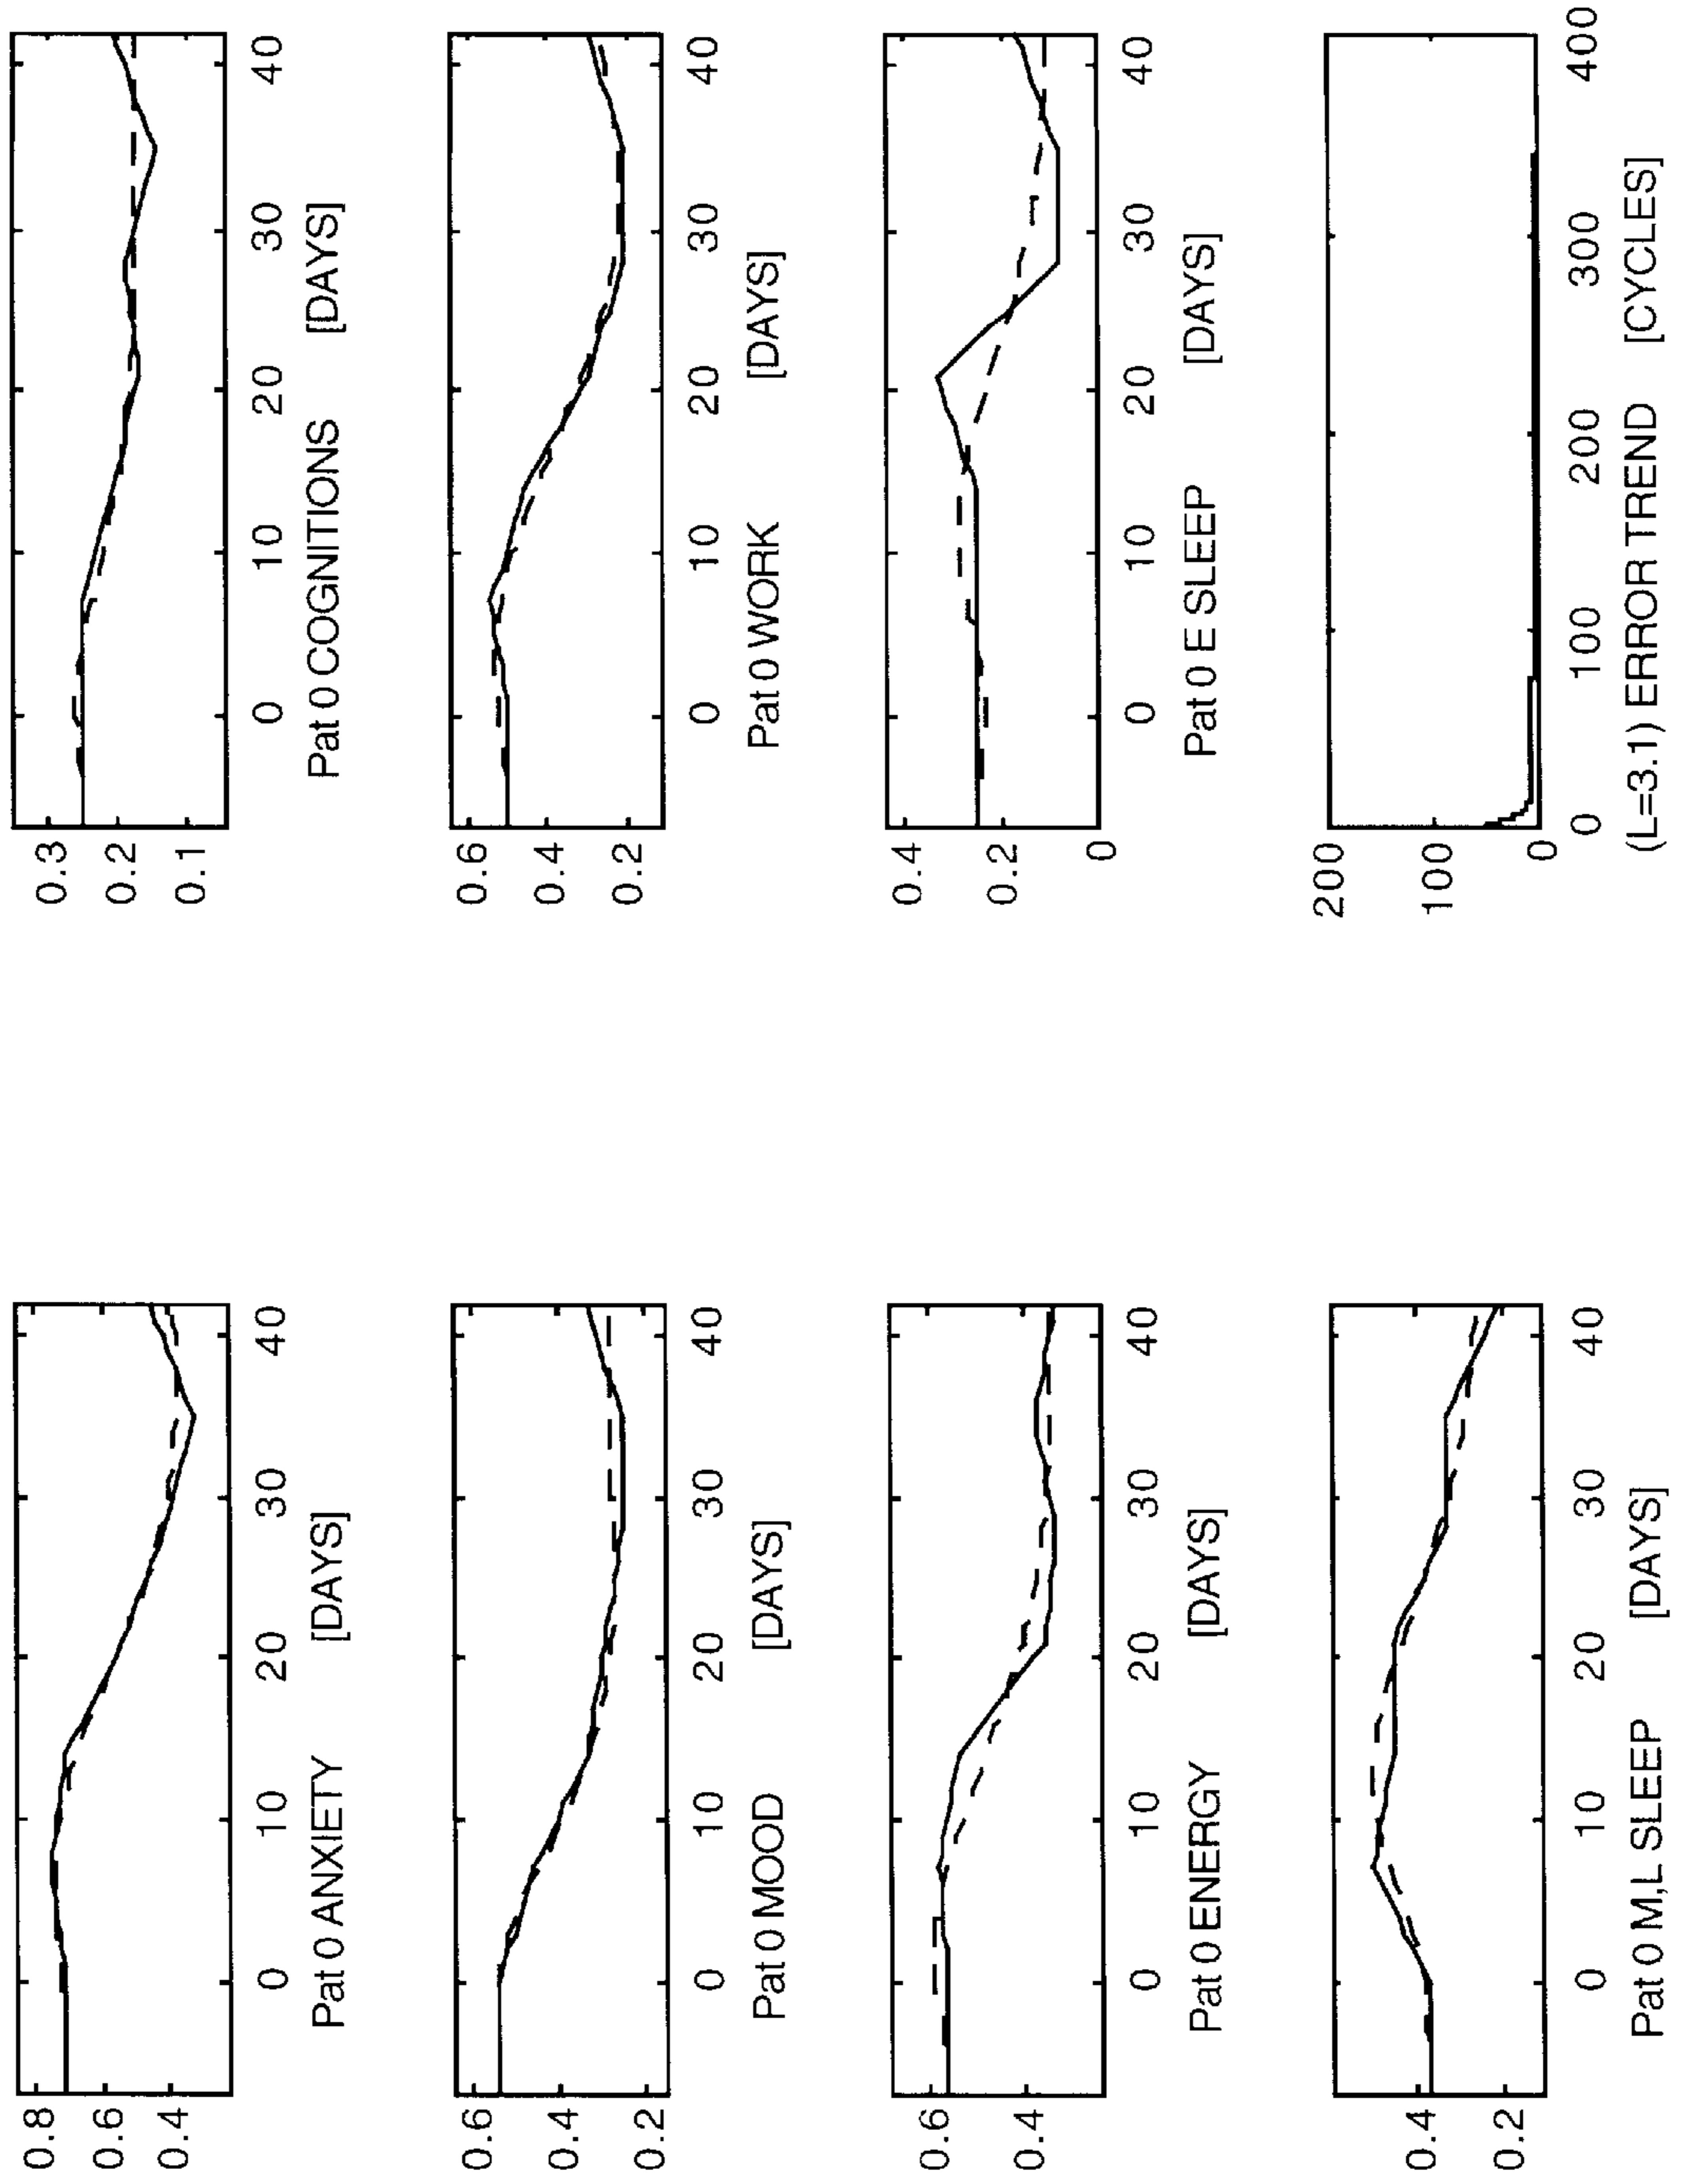 0.8
0.6
0.4
0 10 20 30 40
Pat 0 ANXIETY [DAYS]
0.3
0.2
0.1
0 10 20 30 40
Pat 0 COGNITIONS [DAYS]
0.6
0.4
0.2
0 10 20 30 40
Pat 0 MOOD [DAYS]
0.6
0.4
0.2
0 10 20 30 40
Pat 0 WORK [DAYS]
0.6
0.4
0 10 20 30 40
Pat 0 ENERGY [DAYS]
0.4
0.2
0
0 10 20 30 40
Pat 0 E SLEEP [DAYS]
0.4
0.2
0 10 20 30 40
Pat 0 M,L SLEEP [DAYS]
200
100
0
0 100 200 300 400
(L=3.1) ERROR TREND [CYCLES]